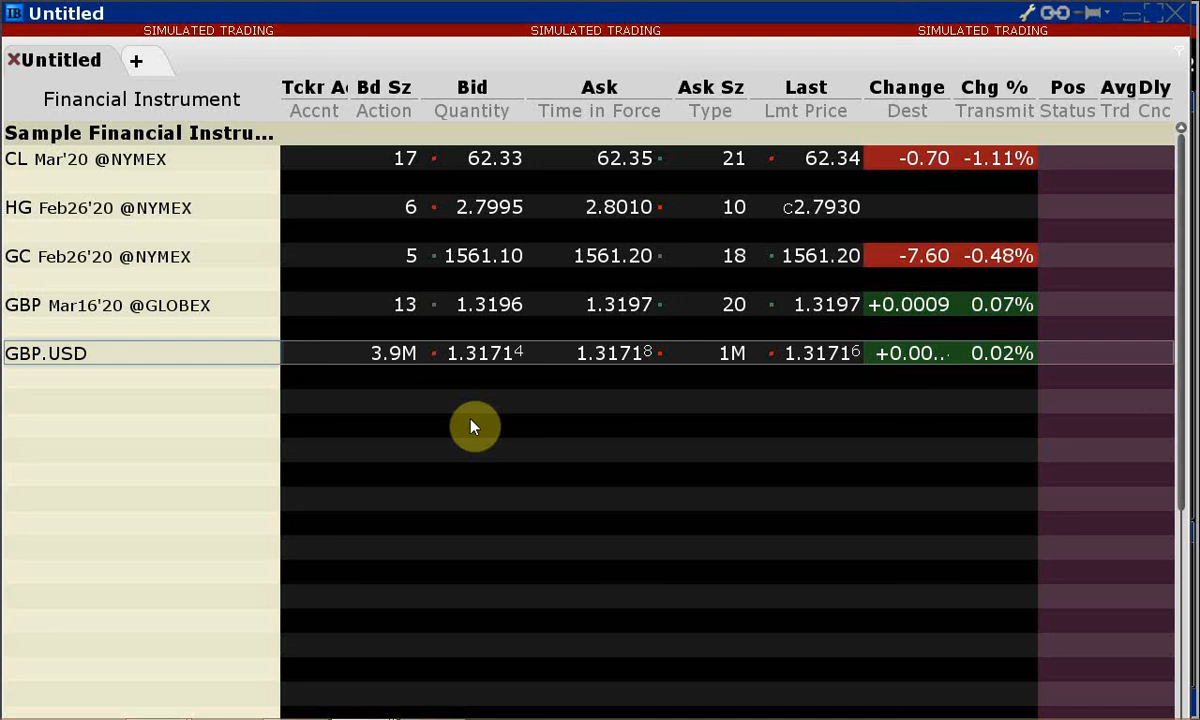 Untitled
SIMULATED TRADING SIMULATED TRADING SIMULATED TRADING
Untitled +
Tckr Ac Bd Sz Bid Ask Ask Sz Last Change Chg % Pos Avg Dly
Financial Instrument Accnt Action Quantity Time in Force Type Lmt Price Dest Transmit Status Trd Cnc
Sample Financial Instru...
CL Mar'20 @NYMEX 17 62.33 62.35 21 62.34 -0.70 -1.11%
HG Feb26'20 @NYMEX 6 2.7995 2.8010 10 c2.7930
GC Feb26'20 @NYMEX 5 1561.10 1561.20 18 1561.20 -7.60 -0.48%
GBP Mar16'20 @GLOBEX 13 1.3196 1.3197 20 1.3197 +0.0009 0.07%
GBP.USD 3.9M 1.31714 1.31718 1M 1.31716 +0.00.. 0.02%